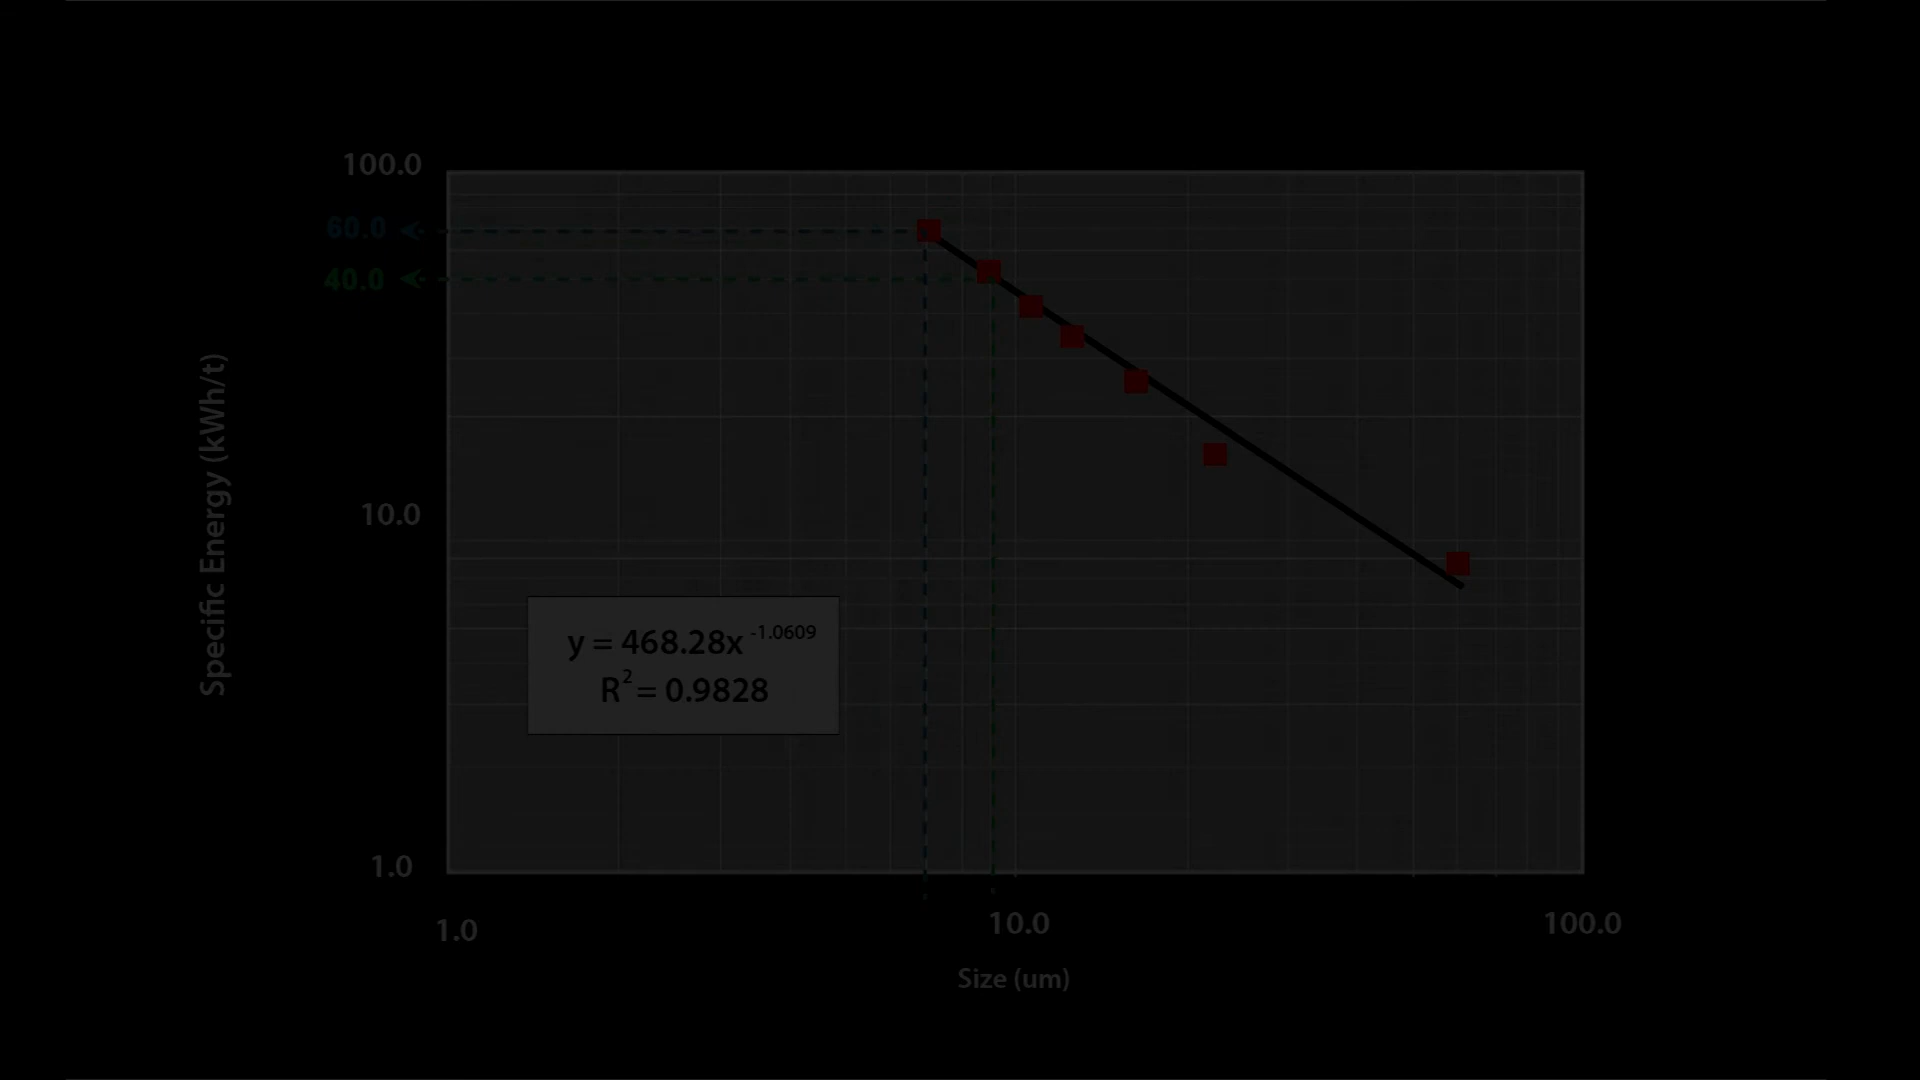 100.0
60.0
40.0
Specific Energy (kWh/t)
10.0
y = 468.28x -1.0609
R2 = 0.9828
1.0
1.0
10.0
100.0
Size (um)